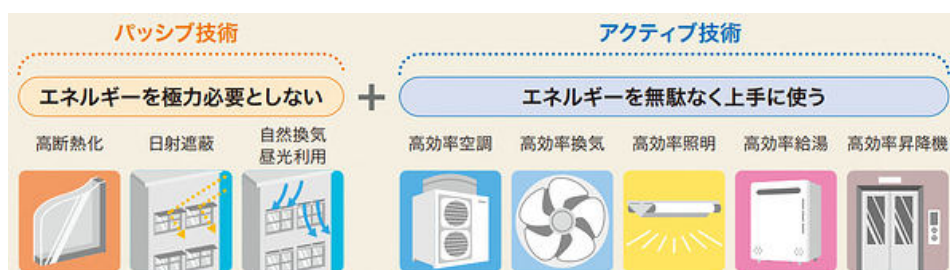 パッシブ技術
エネルギーを極力必要としない
高断熱化
日射遮蔽
自然換気
昼光利用
+
アクティブ技術
エネルギーを無駄なく上手に使う
高効率空調
高効率換気
高効率照明
高効率給湯
高効率昇降機